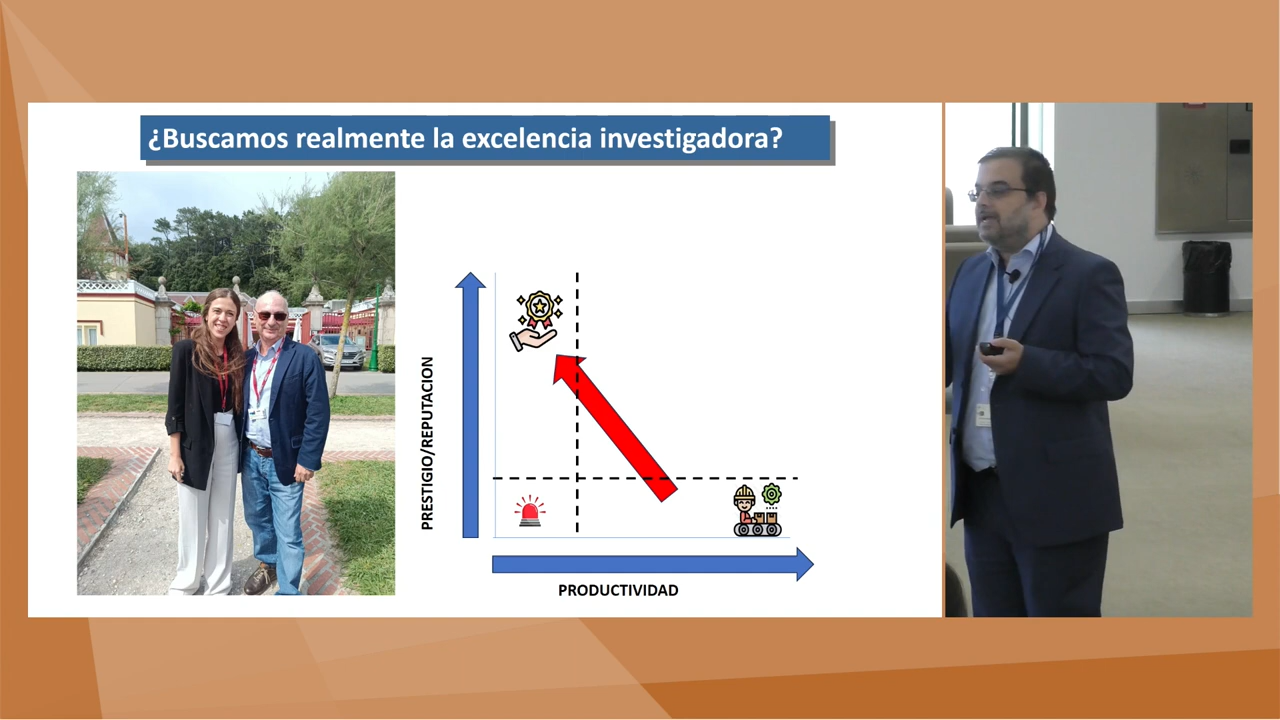 ¿Buscamos realmente la excelencia investigadora?
PRESTIGIO/REPUTACION
PRODUCTIVIDAD